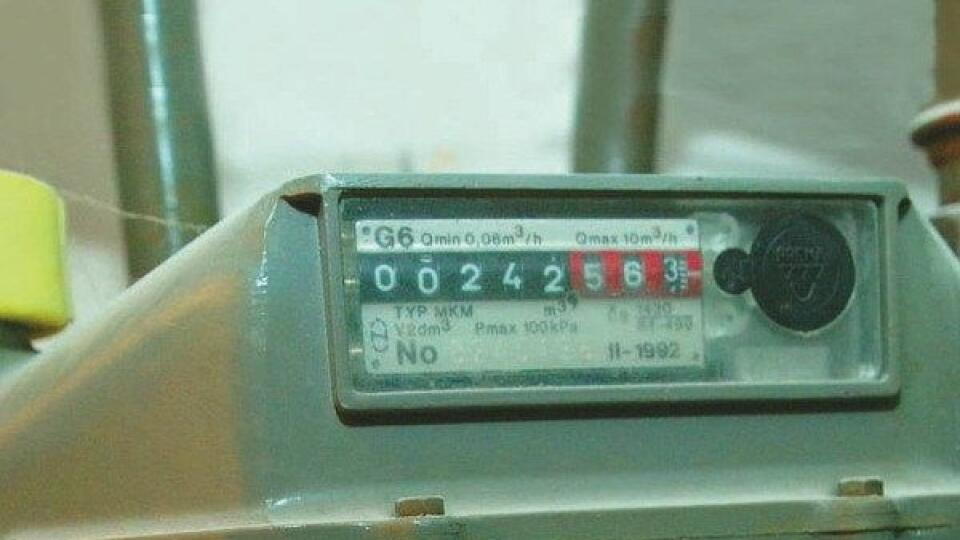 G6 Qmin 0,06m³/h Qmax 10m³/h
0 0 2 4 2 5 6 3
TYP MKM m³
V2dm³ Pmax 100kPa
No II-1992